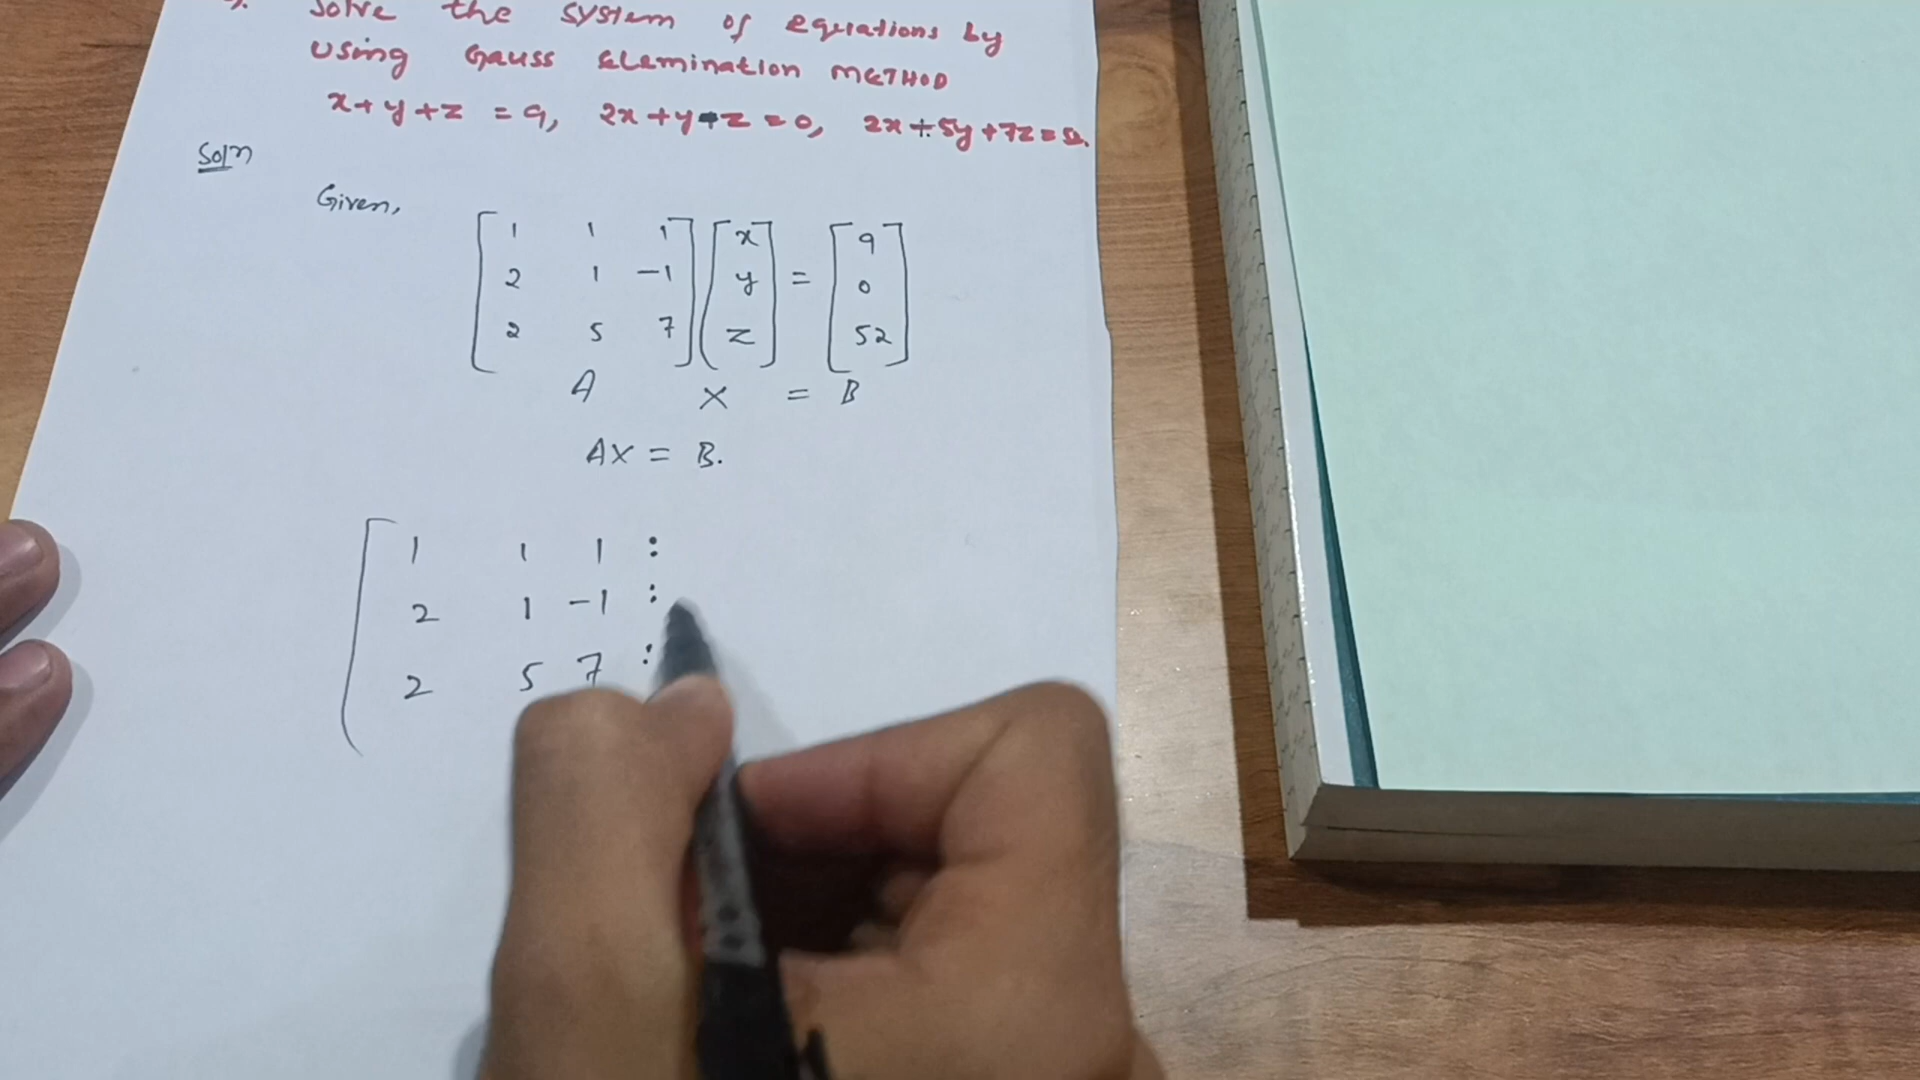 Solve the system of equations by
using Gauss Elemination METHOD
x+y+z = 9, 2x+y-z=0, 2x+5y+7z=52.
Soln
Given,
1 1 1 x 9
2 1 -1 y = 0
2 5 7 z 52
A X = B
AX = B.
1 1 1 :
2 1 -1 :
2 5 7 :